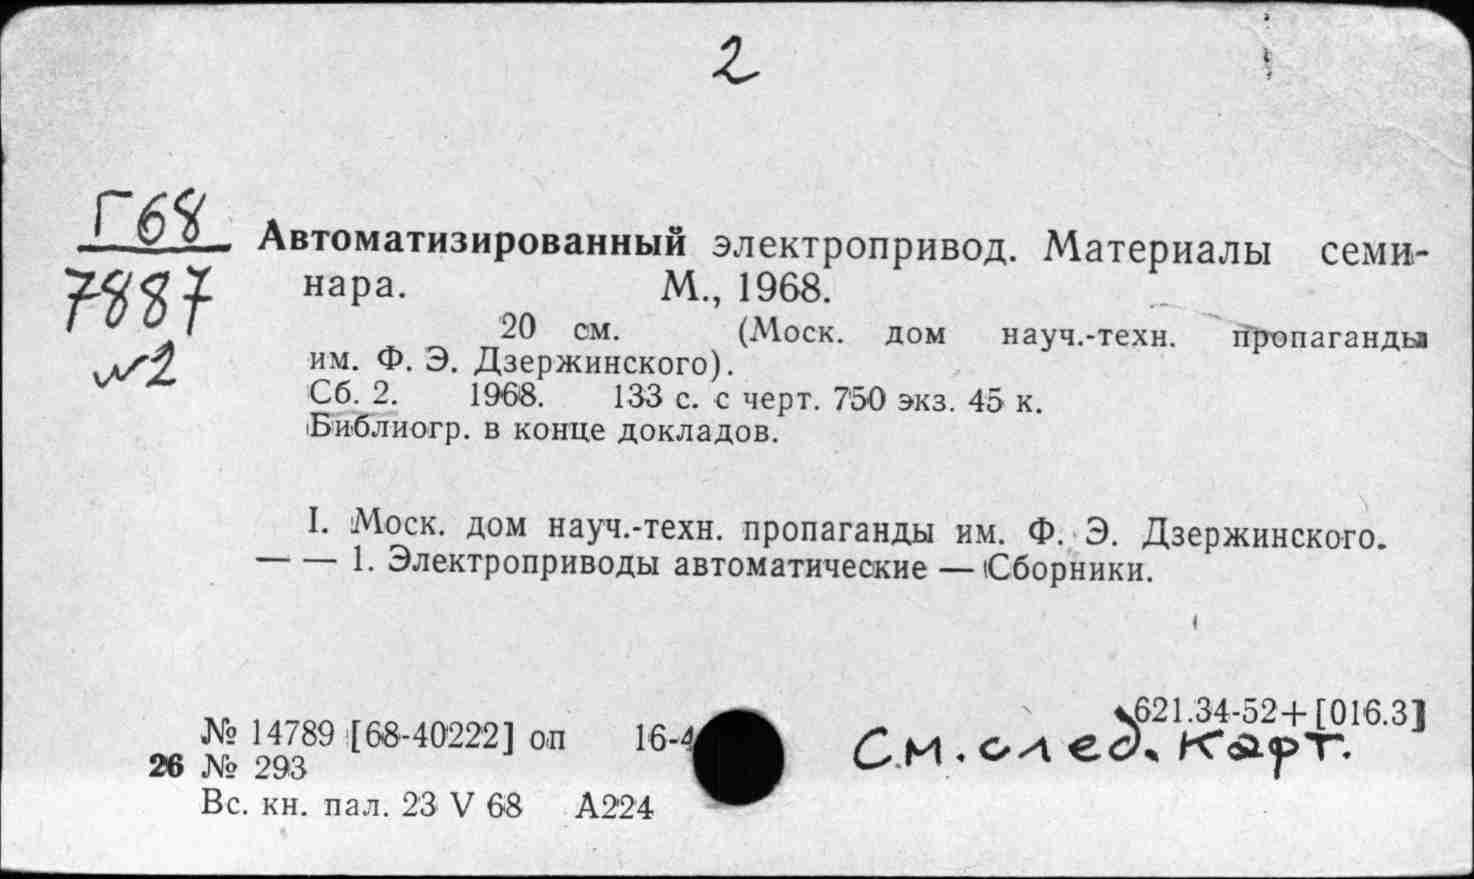 2
Г68
7887
Автоматизированный электропривод. Материалы семи-
нара. М., 1968.
20 см. (Моск. дом науч.-техн. пропаганды
им. Ф. Э. Дзержинского).
Сб. 2. 1968. 133 с. с черт. 750 экз. 45 к.
Библиогр. в конце докладов.
I. Моск. дом науч.-техн. пропаганды им. Ф. Э. Дзержинского.
— — 1. Электроприводы автоматические — Сборники.
621.34-52+[016.3]
№ 14789 [68-40222] оп 16-4
См. след. карт.
26 № 293
Вс. кн. пал. 23 V 68 А224